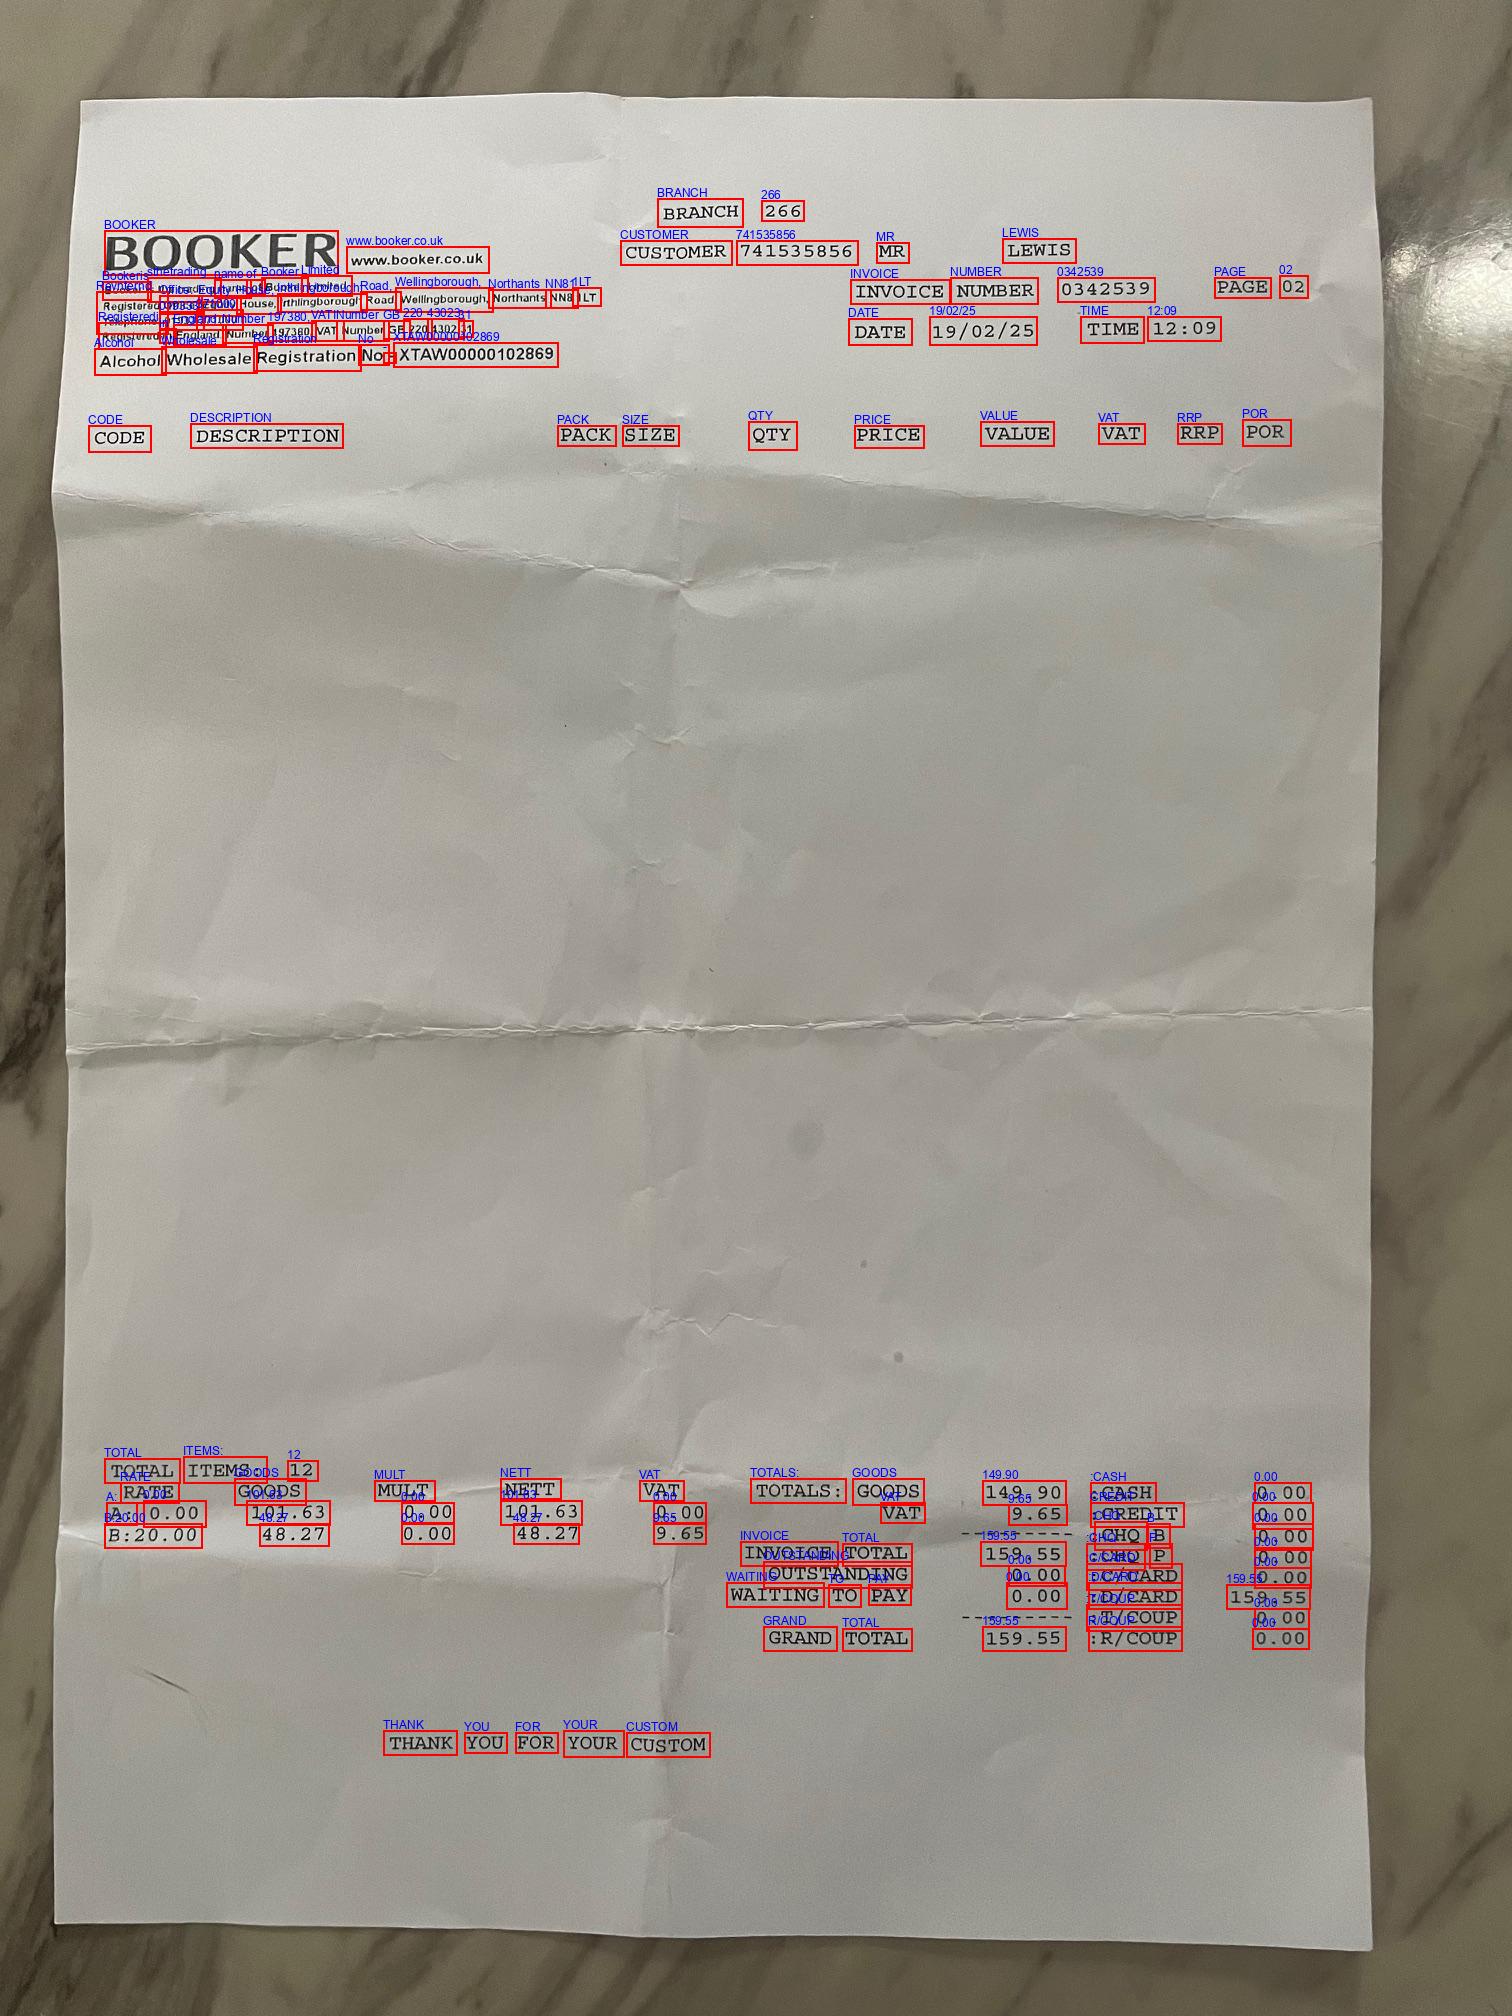 BRANCH 266
BOOKER www.booker.co.uk CUSTOMER 741535856 MR LEWIS
Booker is the trading name of Booker Limited
INVOICE NUMBER 0342539 PAGE 02
Registered Office: Equity House, Irthlingborough Road, Wellingborough, Northants NN8 1LT
DATE 19/02/25 TIME 12:09
Registered England Number 197380 VAT Number GB 220 4302 31
Alcohol Wholesale Registration No - XTAW00000102869
CODE DESCRIPTION PACK SIZE QTY PRICE VALUE VAT RRP POR
TOTAL ITEMS: 12
RATE GOODS MULT NETT VAT
A: 0.00 101.63 0.00 101.63 0.00
B:20.00 48.27 0.00 48.27 9.65
TOTALS: GOODS 149.90 :CASH 0.00
VAT 9.65 :CREDIT 0.00
--------- :CHQ B 0.00
INVOICE TOTAL 159.55 :CHQ P 0.00
OUTSTANDING 0.00 :C/CARD 0.00
WAITING TO PAY 0.00 :D/CARD 159.55
--------- :T/COUP 0.00
GRAND TOTAL 159.55 :R/COUP 0.00
THANK YOU FOR YOUR CUSTOM